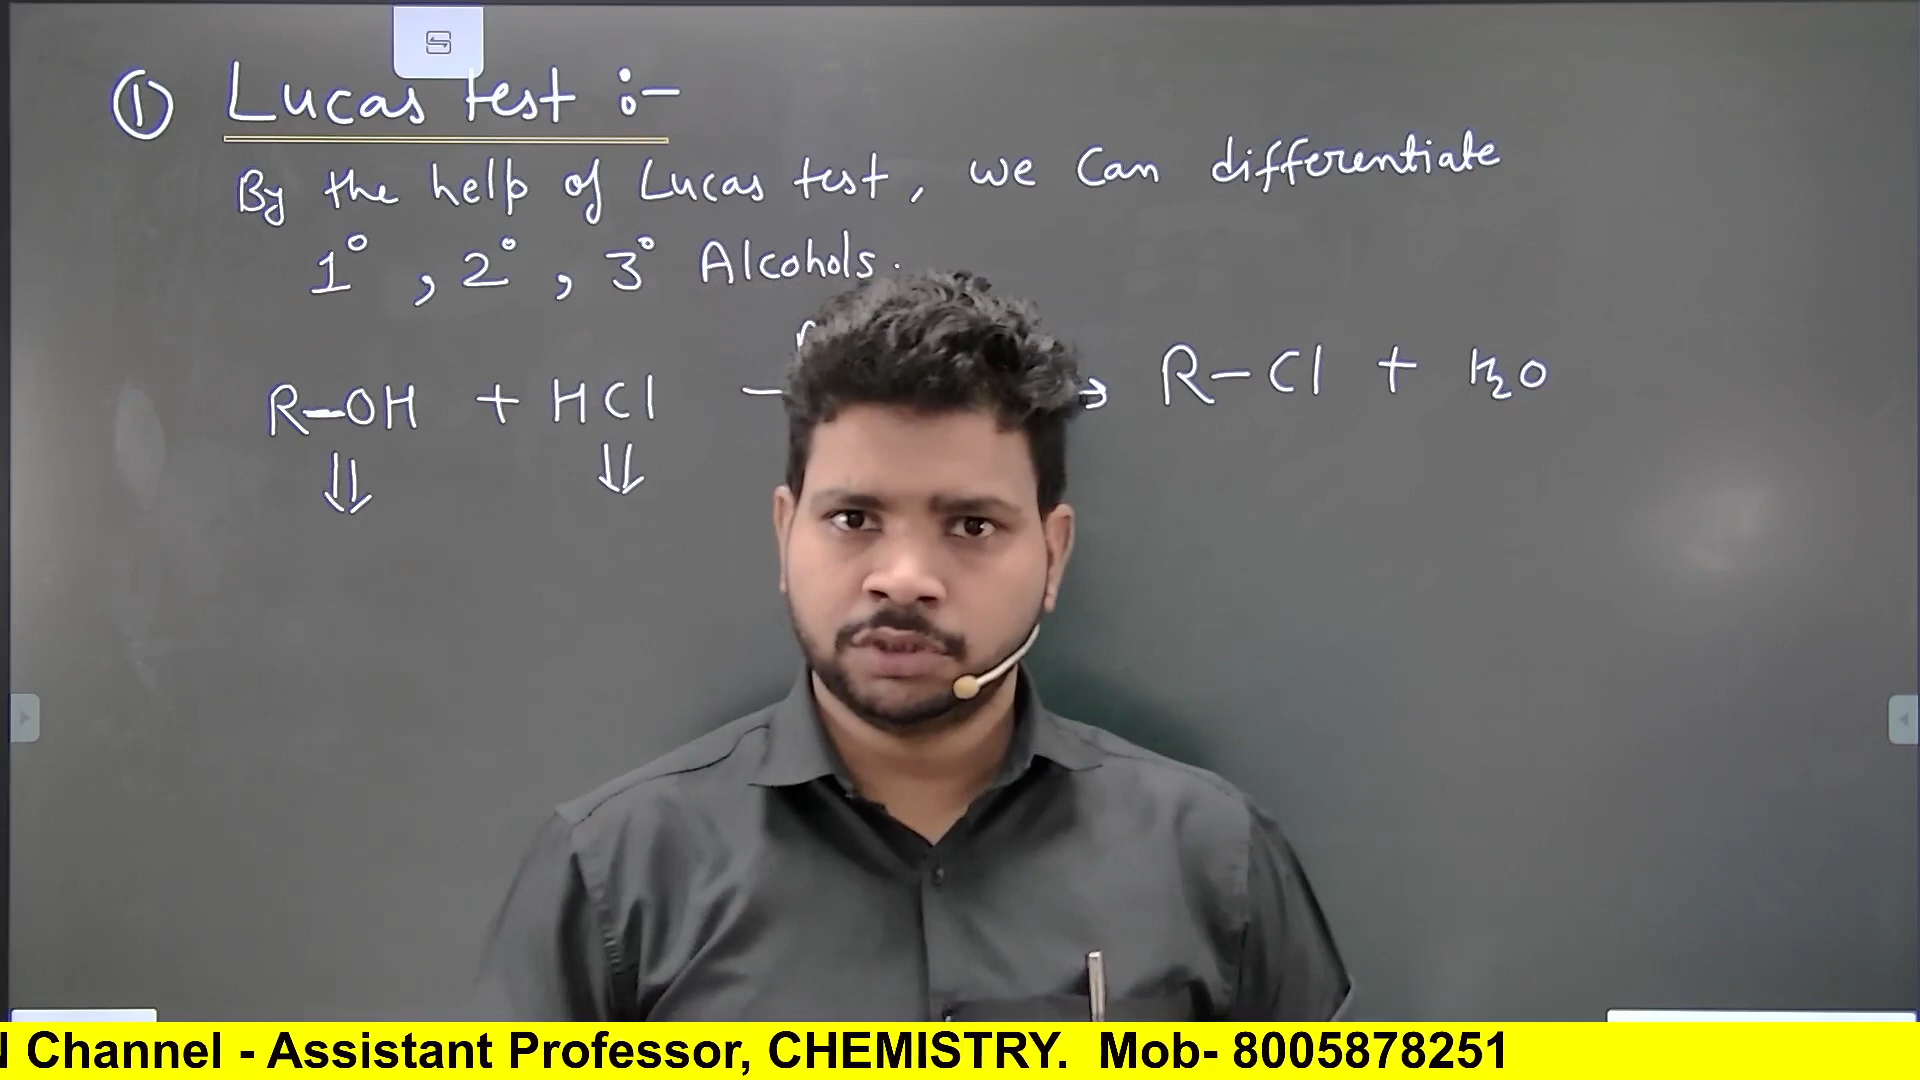 ① Lucas test :-
By the help of Lucas test, we can differentiate
1°, 2°, 3° Alcohols.
R-OH + HCl → R-Cl + H2O
Channel - Assistant Professor, CHEMISTRY. Mob- 8005878251